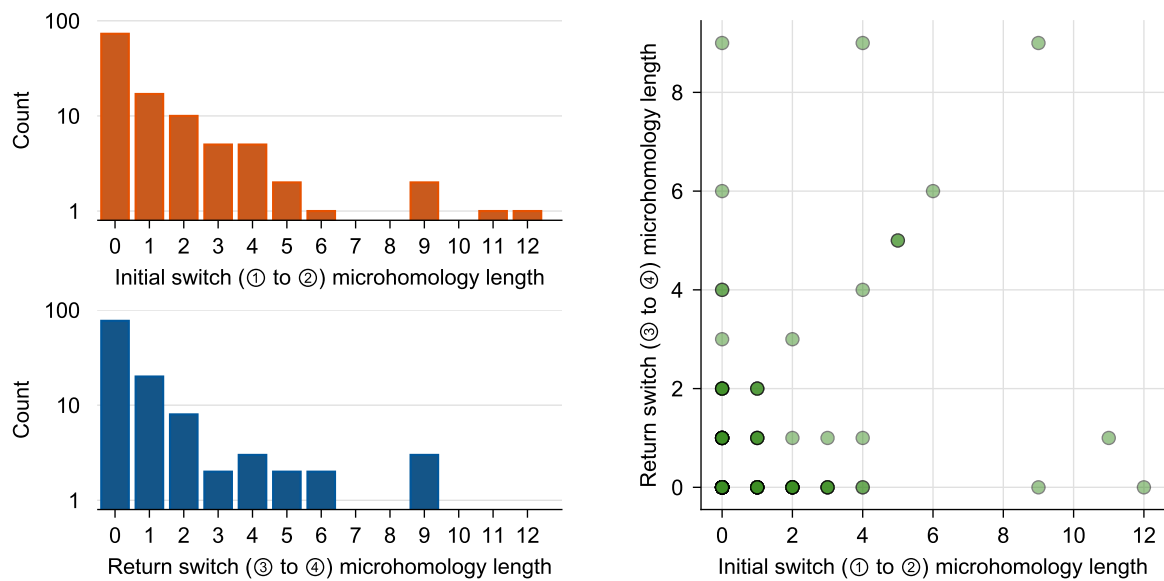 100
10
1
Count
0 1 2 3 4 5 6 7 8 9 10 11 12
Initial switch (① to ②) microhomology length
100
10
1
Count
0 1 2 3 4 5 6 7 8 9 10 11 12
Return switch (③ to ④) microhomology length
Return switch (③ to ④) microhomology length
8
6
4
2
0
0 2 4 6 8 10 12
Initial switch (① to ②) microhomology length